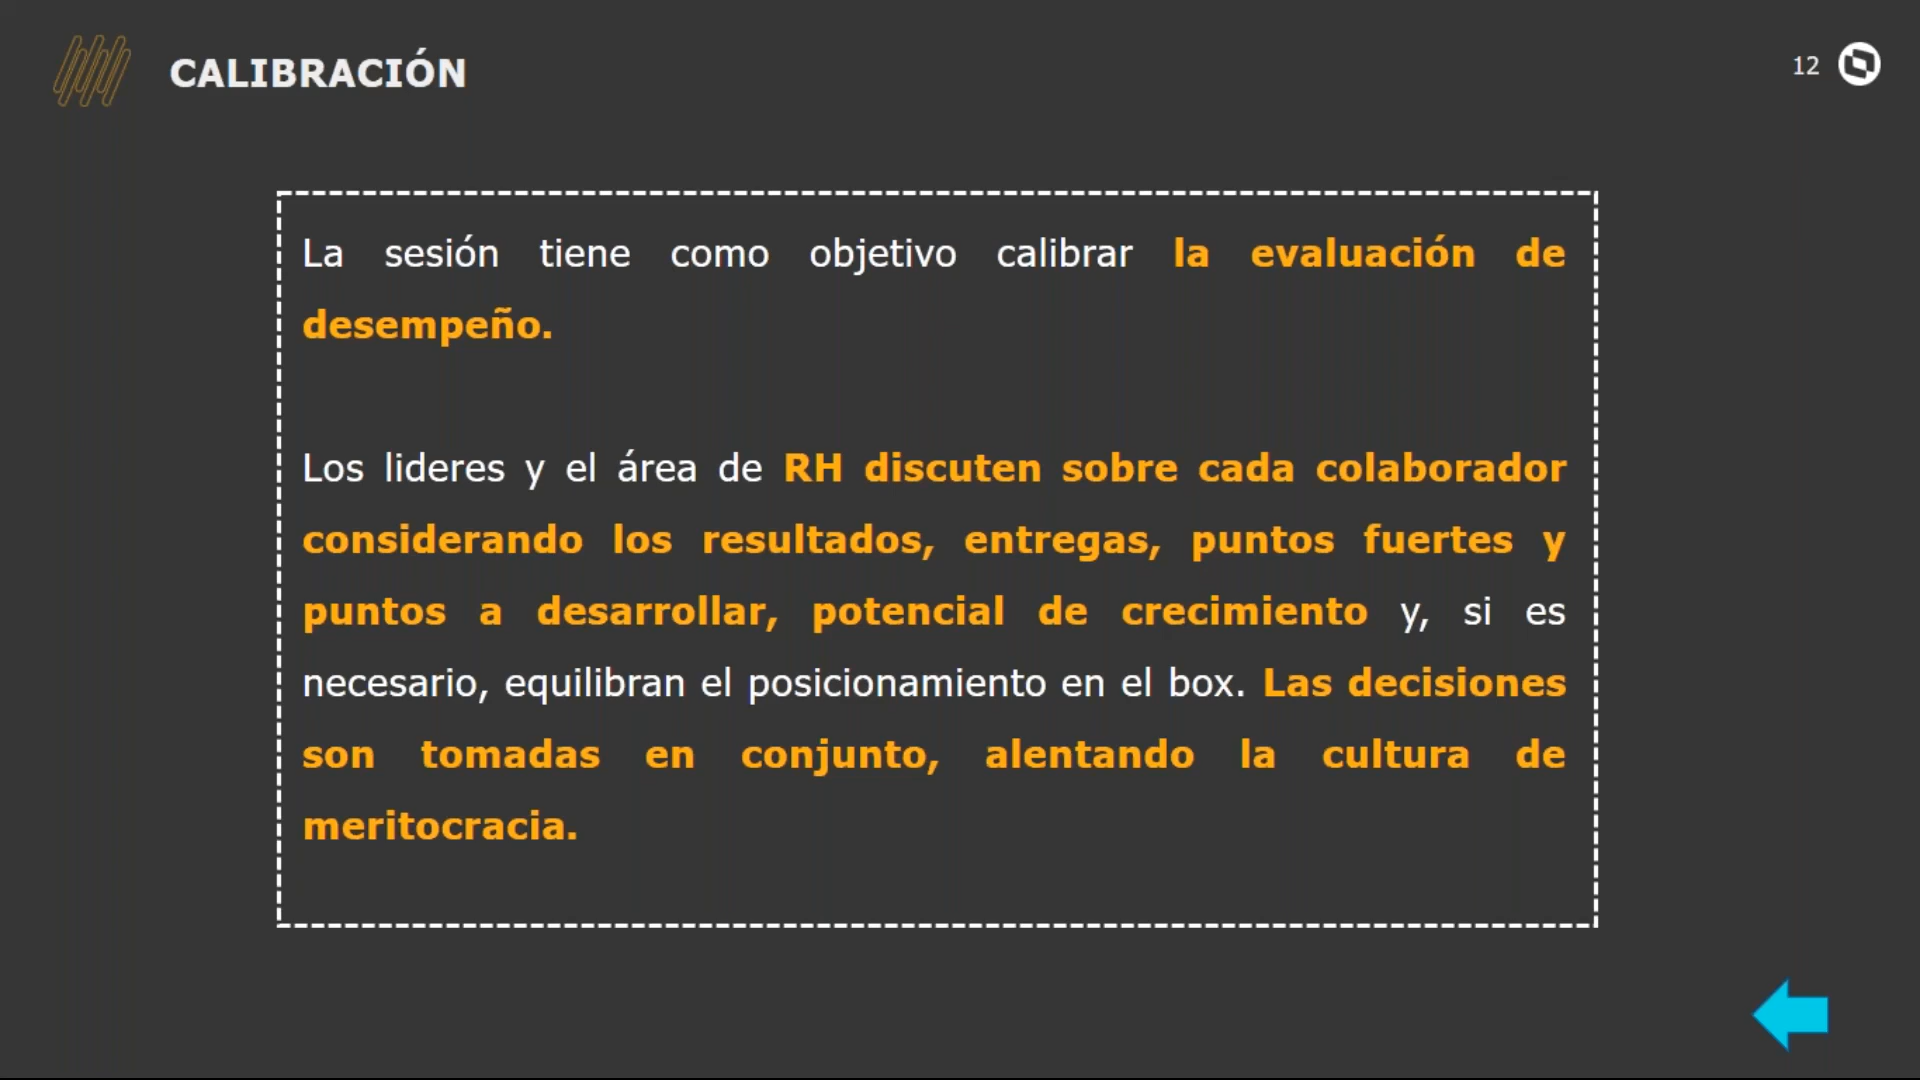 CALIBRACIÓN
12
La sesión tiene como objetivo calibrar la evaluación de
desempeño.
Los lideres y el área de RH discuten sobre cada colaborador
considerando los resultados, entregas, puntos fuertes y
puntos a desarrollar, potencial de crecimiento y, si es
necesario, equilibran el posicionamiento en el box. Las decisiones
son tomadas en conjunto, alentando la cultura de
meritocracia.